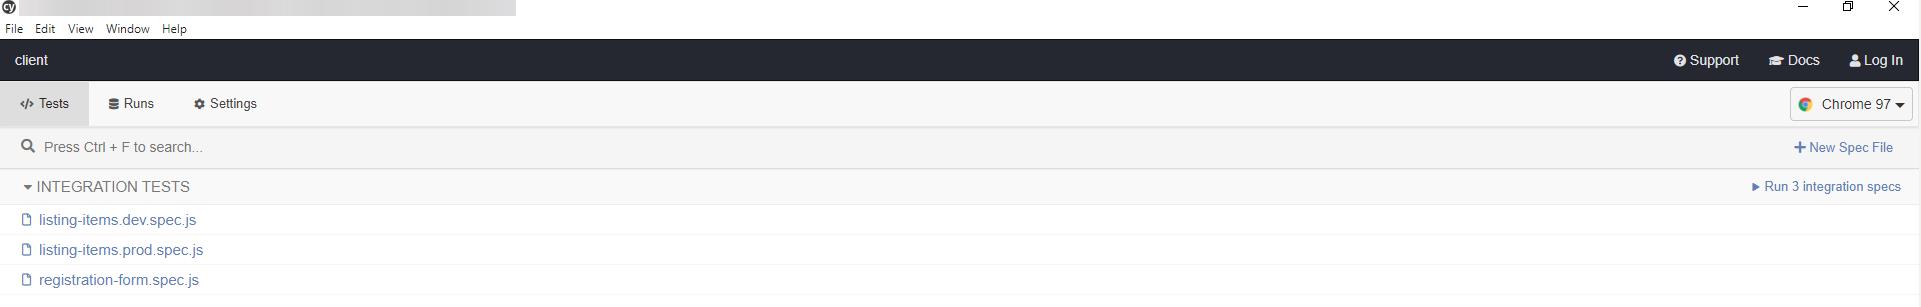 cy
File Edit View Window Help
client Support Docs Log In
Tests Runs Settings Chrome 97
Press Ctrl + F to search... New Spec File
INTEGRATION TESTS Run 3 integration specs
listing-items.dev.spec.js
listing-items.prod.spec.js
registration-form.spec.js